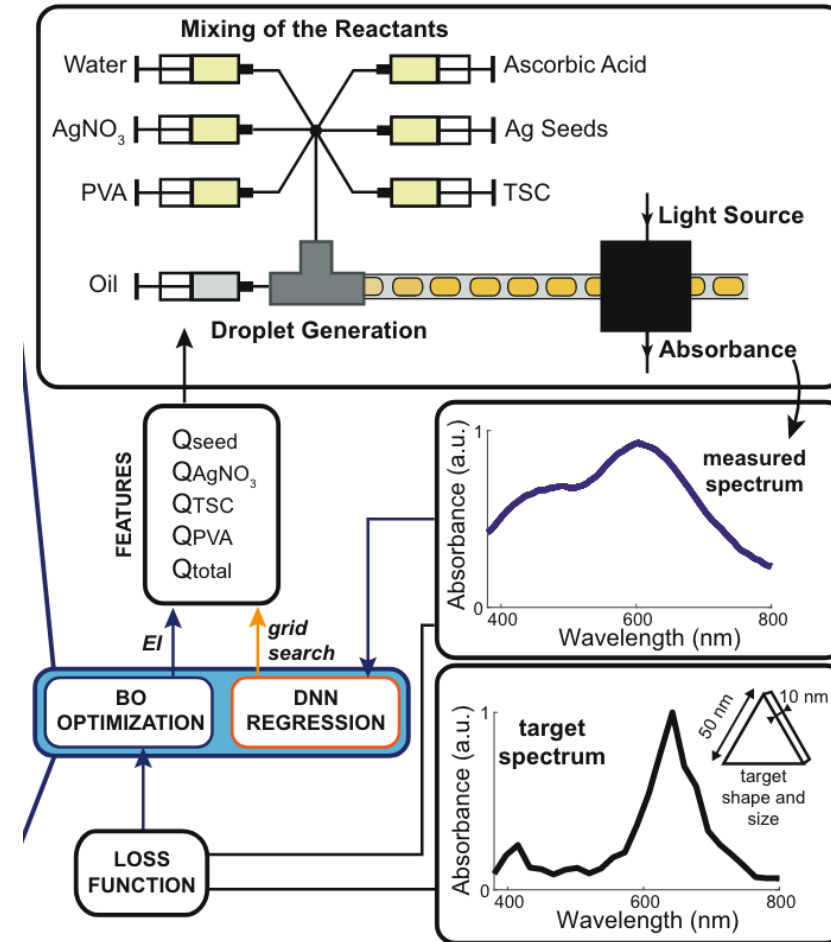 Mixing of the Reactants
Water
Ascorbic Acid
AgNO₃
Ag Seeds
PVA
TSC
Light Source
Oil
Droplet Generation
Absorbance
FEATURES
Qseed
QAgNO₃
QTSC
QPVA
Qtotal
Absorbance (a.u.)
1
measured
spectrum
0
400
600
800
Wavelength (nm)
EI
grid
search
BO
OPTIMIZATION
DNN
REGRESSION
LOSS
FUNCTION
Absorbance (a.u.)
1
target
spectrum
50 nm
10 nm
target
shape and
size
0
400
600
800
Wavelength (nm)